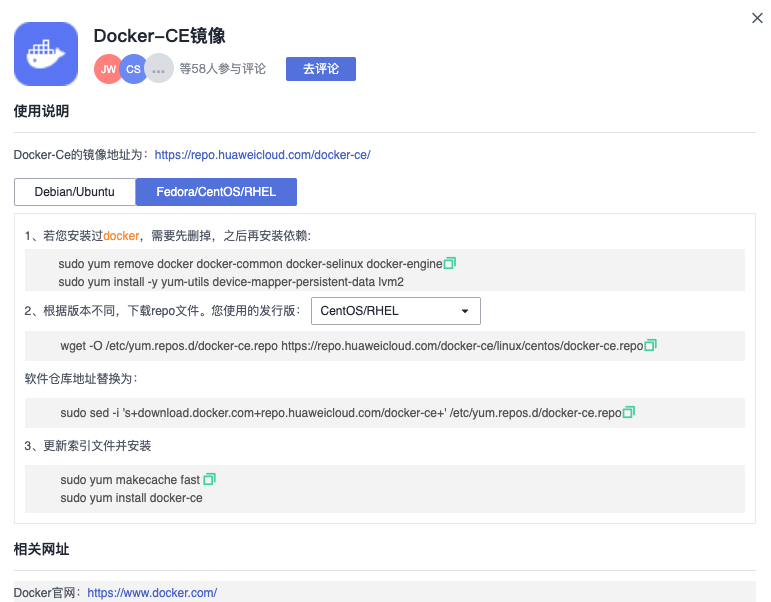 Docker-CE镜像
JW CS ... 等58人参与评论 去评论
使用说明
Docker-Ce的镜像地址为：https://repo.huaweicloud.com/docker-ce/
Debian/Ubuntu Fedora/CentOS/RHEL
1、若您安装过docker，需要先删掉，之后再安装依赖:
sudo yum remove docker docker-common docker-selinux docker-engine
sudo yum install -y yum-utils device-mapper-persistent-data lvm2
2、根据版本不同，下载repo文件。您使用的发行版： CentOS/RHEL
wget -O /etc/yum.repos.d/docker-ce.repo https://repo.huaweicloud.com/docker-ce/linux/centos/docker-ce.repo
软件仓库地址替换为：
sudo sed -i 's+download.docker.com+repo.huaweicloud.com/docker-ce+' /etc/yum.repos.d/docker-ce.repo
3、更新索引文件并安装
sudo yum makecache fast
sudo yum install docker-ce
相关网址
Docker官网：https://www.docker.com/